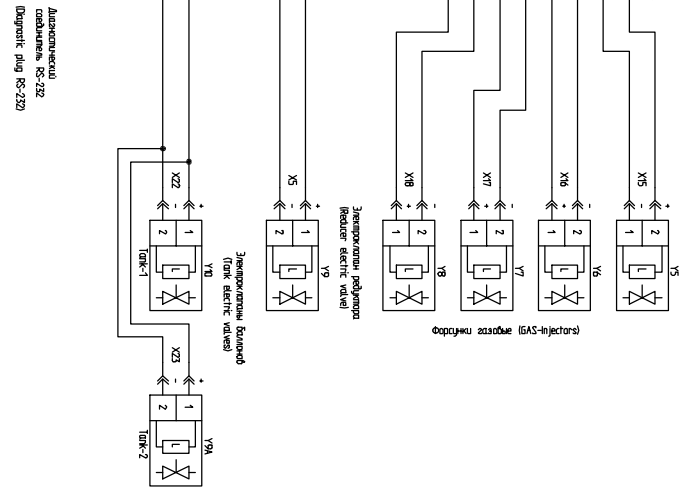 Диагностический
соединитель RS-232
(Diagnostic plug RS-232)
X22
X5
X18
X17
X16
X15
- +
- +
+ -
+ -
+ -
+ -
2 1
2 1
1 2
1 2
1 2
1 2
L
L
L
L
L
L
Y10
Tank-1
Y9
Y8
Y7
Y6
Y5
Электроклапаны баллонов
(Tank electric valves)
Электроклапан редуктора
(Reducer electric valve)
Форсунки газовые (GAS-injectors)
X23
- +
2 1
L
Y9A
Tank-2